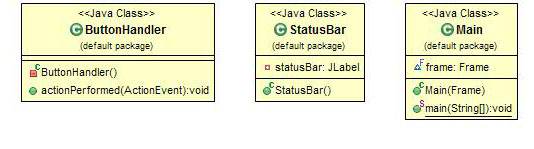 <<Java Class>>
ButtonHandler
(default package)
ButtonHandler()
actionPerformed(ActionEvent):void
<<Java Class>>
StatusBar
(default package)
statusBar: JLabel
StatusBar()
<<Java Class>>
Main
(default package)
frame: Frame
Main(Frame)
main(String[]):void